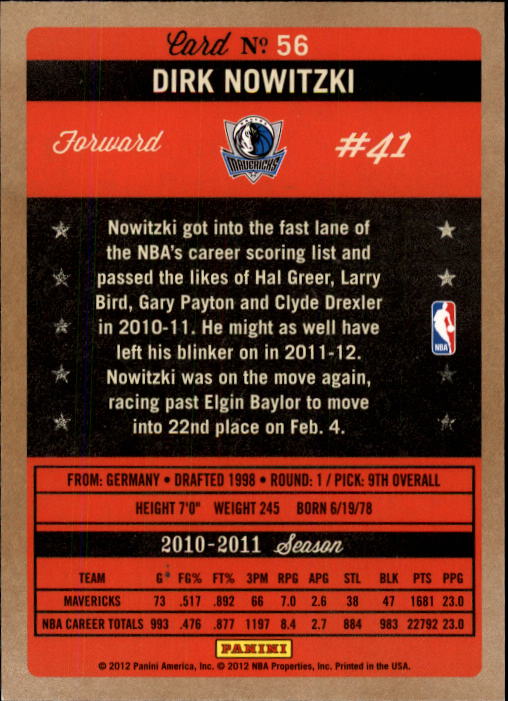 Card Nº 56
DIRK NOWITZKI
Forward
DALLAS
MAVERICKS
#41
Nowitzki got into the fast lane of
the NBA's career scoring list and
passed the likes of Hal Greer, Larry
Bird, Gary Payton and Clyde Drexler
in 2010-11. He might as well have
left his blinker on in 2011-12.
Nowitzki was on the move again,
racing past Elgin Baylor to move
into 22nd place on Feb. 4.
NBA
FROM: GERMANY • DRAFTED 1998 • ROUND: 1 / PICK: 9TH OVERALL
HEIGHT 7'0" WEIGHT 245 BORN 6/19/78
2010-2011 Season
TEAM G FG% FT% 3PM RPG APG STL BLK PTS PPG
MAVERICKS 73 .517 .892 66 7.0 2.6 38 47 1681 23.0
NBA CAREER TOTALS 993 .476 .877 1197 8.4 2.7 884 983 22792 23.0
PANINI
© 2012 Panini America, Inc. © 2012 NBA Properties, Inc. Printed in the USA.